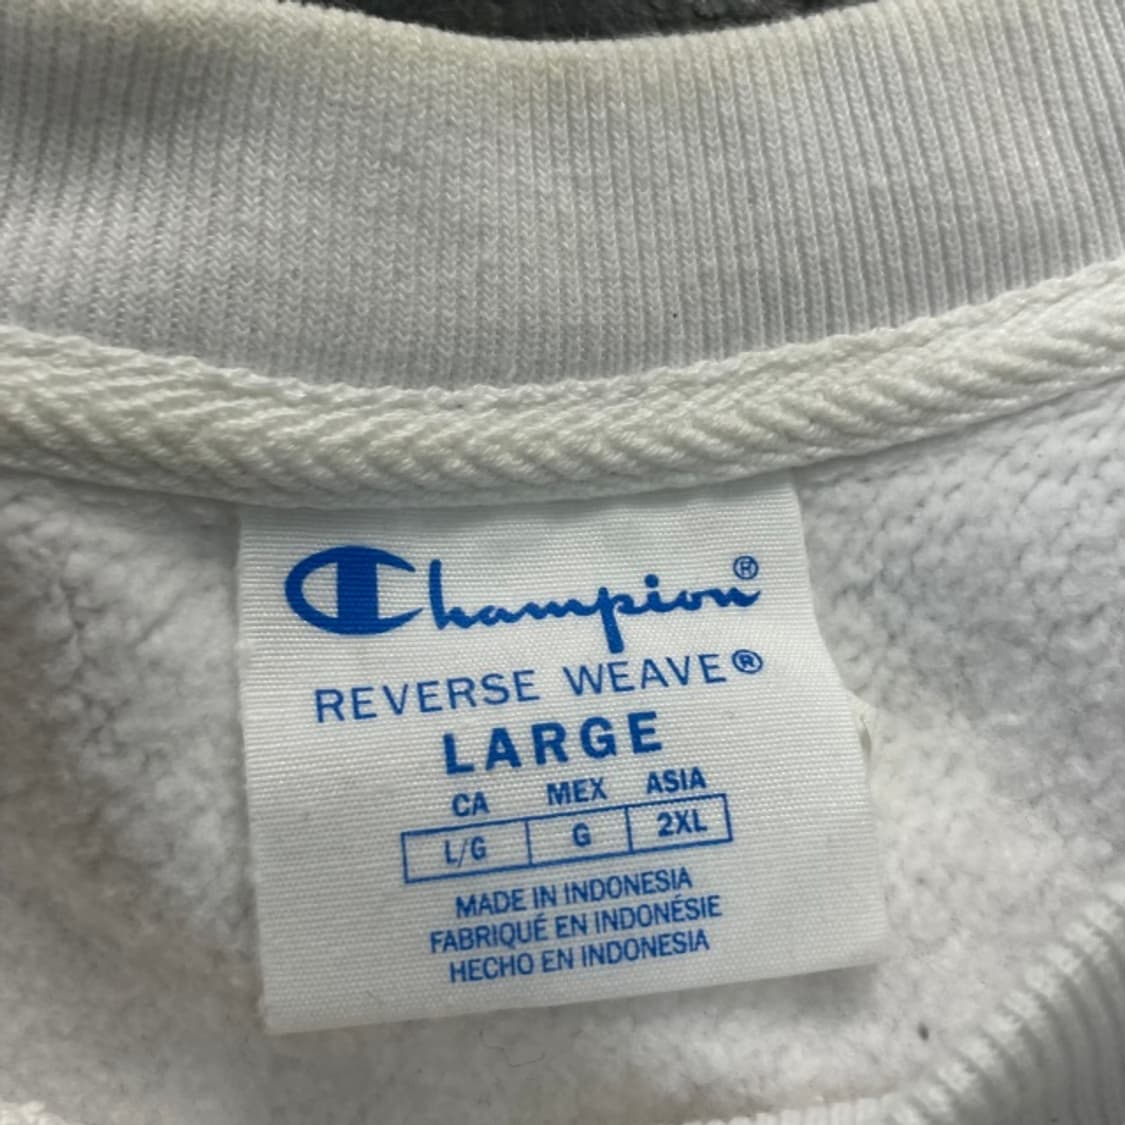 Champion®
REVERSE WEAVE®
LARGE
CA MEX ASIA
L/G G 2XL
MADE IN INDONESIA
FABRIQUÉ EN INDONÉSIE
HECHO EN INDONESIA